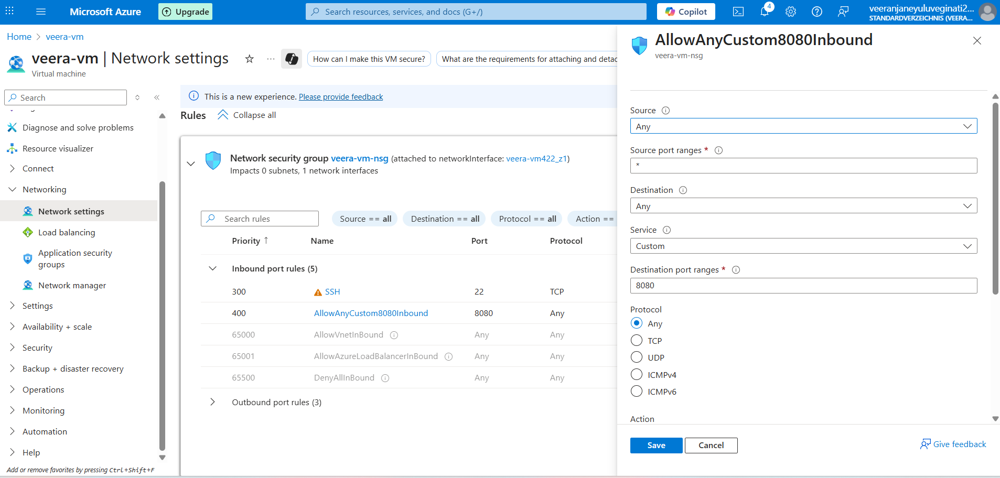 Microsoft Azure
Upgrade
Search resources, services, and docs (G+/)
Copilot
4
veeranjaneyuluveginati2...
STANDARDVERZEICHNIS (VEERA...
Home > veera-vm
veera-vm | Network settings
Virtual machine
How can I make this VM secure?
What are the requirements for attaching and detac
Search
Diagnose and solve problems
Resource visualizer
Connect
Networking
Network settings
Load balancing
Application security
groups
Network manager
Settings
Availability + scale
Security
Backup + disaster recovery
Operations
Monitoring
Automation
Help
Add or remove favorites by pressing Ctrl+Shift+F
This is a new experience. Please provide feedback
Rules Collapse all
Network security group veera-vm-nsg (attached to networkInterface: veera-vm422_z1)
Impacts 0 subnets, 1 network interfaces
Search rules
Source == all
Destination == all
Protocol == all
Action ==
Priority ↑ Name Port Protocol
Inbound port rules (5)
300 SSH 22 TCP
400 AllowAnyCustom8080Inbound 8080 Any
65000 AllowVnetInBound Any Any
65001 AllowAzureLoadBalancerInBound Any Any
65500 DenyAllInBound Any Any
Outbound port rules (3)
AllowAnyCustom8080Inbound
veera-vm-nsg
Source
Any
Source port ranges *
*
Destination
Any
Service
Custom
Destination port ranges *
8080
Protocol
Any
TCP
UDP
ICMPv4
ICMPv6
Action
Save
Cancel
Give feedback